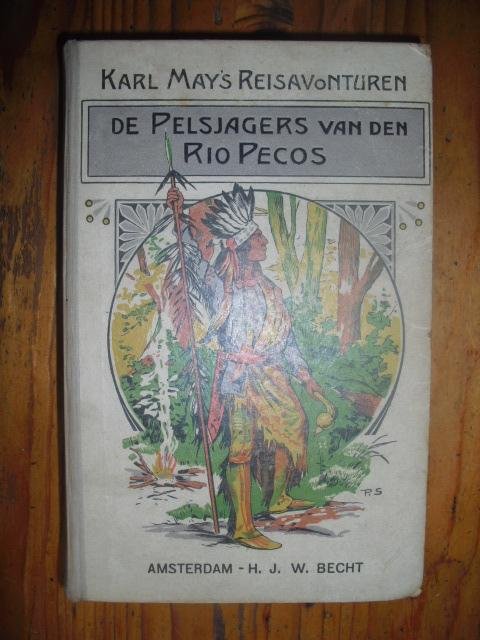 KARL MAY'S REISAVONTUREN
DE PELSJAGERS VAN DEN
RIO PECOS
P.S
AMSTERDAM - H. J. W. BECHT